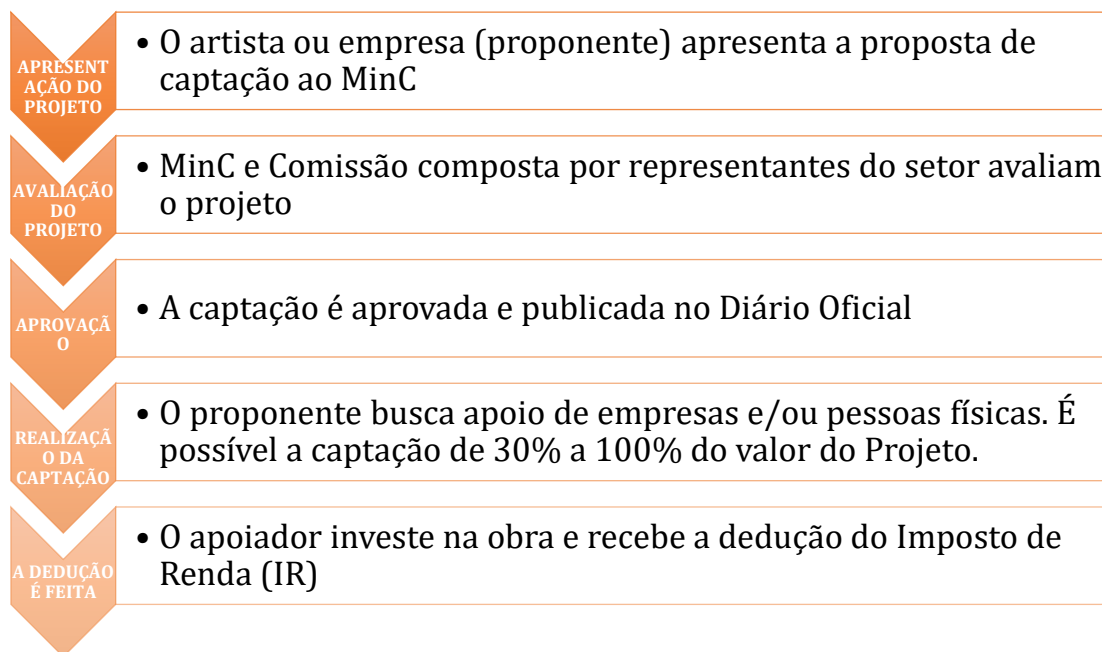 APRESENT
AÇÃO DO
PROJETO
• O artista ou empresa (proponente) apresenta a proposta de
captação ao MinC
AVALIAÇÃO
DO
PROJETO
• MinC e Comissão composta por representantes do setor avaliam
o projeto
APROVAÇÃ
O
• A captação é aprovada e publicada no Diário Oficial
REALIZAÇÃ
O DA
CAPTAÇÃO
• O proponente busca apoio de empresas e/ou pessoas físicas. É
possível a captação de 30% a 100% do valor do Projeto.
A DEDUÇÃO
É FEITA
• O apoiador investe na obra e recebe a dedução do Imposto de
Renda (IR)